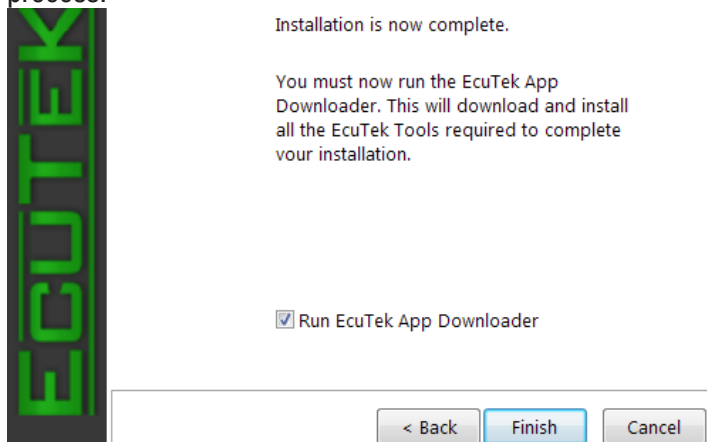 process.
Installation is now complete.
You must now run the EcuTek App
Downloader. This will download and install
all the EcuTek Tools required to complete
your installation.
Run EcuTek App Downloader
< Back
Finish
Cancel
ECUTEK